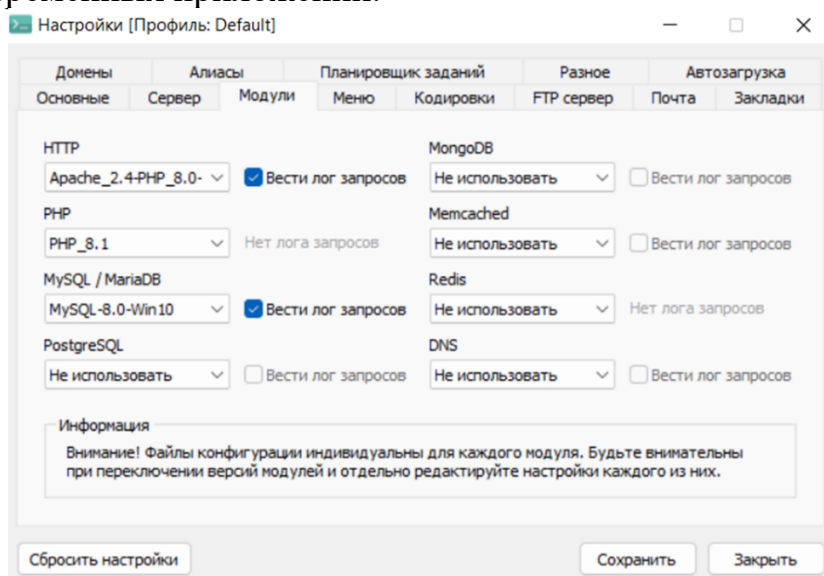 Настройки [Профиль: Default]
Домены Алиасы Планировщик заданий Разное Автозагрузка
Основные Сервер Модули Меню Кодировки FTP сервер Почта Закладки
HTTP MongoDB
Apache_2.4-PHP_8.0- Вести лог запросов Не использовать Вести лог запросов
PHP Memcached
PHP_8.1 Нет лога запросов Не использовать Вести лог запросов
MySQL / MariaDB Redis
MySQL-8.0-Win10 Вести лог запросов Не использовать Нет лога запросов
PostgreSQL DNS
Не использовать Вести лог запросов Не использовать Вести лог запросов
Информация
Внимание! Файлы конфигурации индивидуальны для каждого модуля. Будьте внимательны
при переключении версий модулей и отдельно редактируйте настройки каждого из них.
Сбросить настройки Сохранить Закрыть